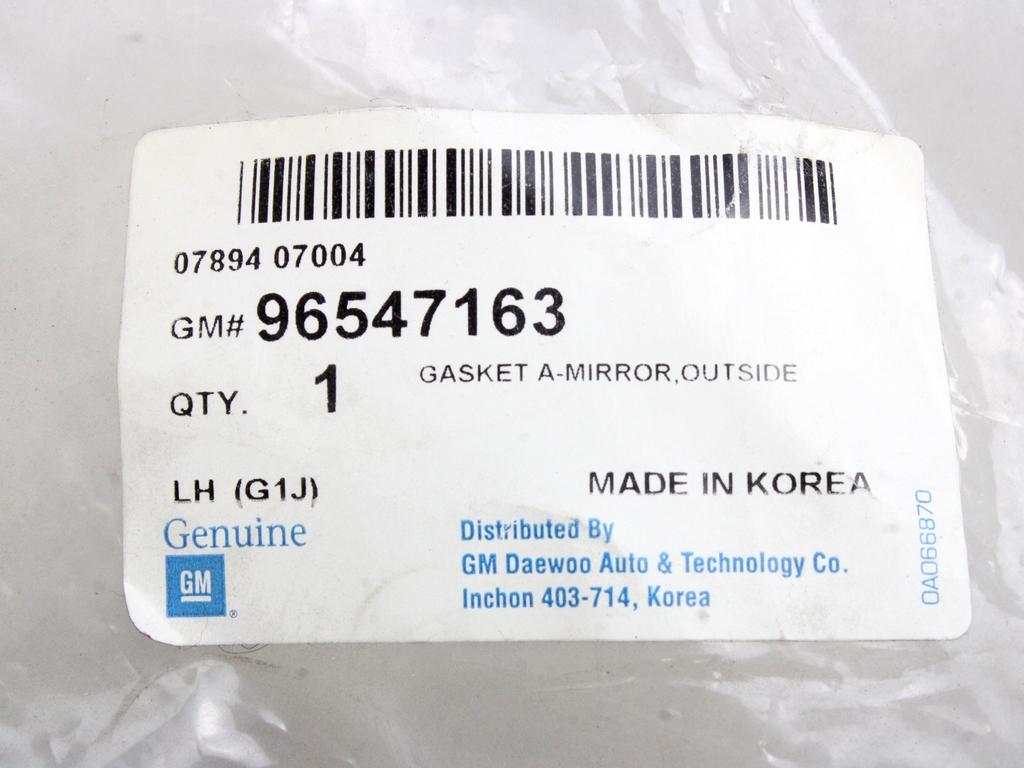 07894 07004
GM# 96547163
QTY. 1 GASKET A-MIRROR,OUTSIDE
LH (G1J) MADE IN KOREA
Genuine
GM
Distributed By
GM Daewoo Auto & Technology Co.
Inchon 403-714, Korea
0A066870